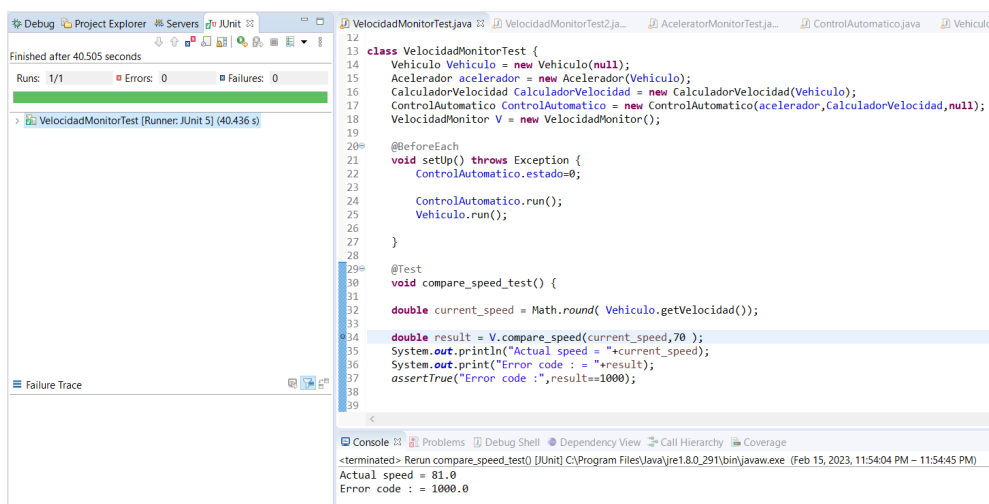 Debug Project Explorer Servers JUnit
Finished after 40.505 seconds
Runs: 1/1 Errors: 0 Failures: 0
VelocidadMonitorTest [Runner: JUnit 5] (40.436 s)
Failure Trace
VelocidadMonitorTest.java VelocidadMonitorTest2.ja... AceleratorMonitorTest.ja... ControlAutomatico.java Vehiculo
12
13 class VelocidadMonitorTest {
14 Vehiculo Vehiculo = new Vehiculo(null);
15 Acelerador acelerador = new Acelerador(Vehiculo);
16 CalculadorVelocidad CalculadorVelocidad = new CalculadorVelocidad(Vehiculo);
17 ControlAutomatico ControlAutomatico = new ControlAutomatico(acelerador,CalculadorVelocidad,null);
18 VelocidadMonitor V = new VelocidadMonitor();
19
20 @BeforeEach
21 void setUp() throws Exception {
22 ControlAutomatico.estado=0;
23
24 ControlAutomatico.run();
25 Vehiculo.run();
26
27 }
28
29 @Test
30 void compare_speed_test() {
31
32 double current_speed = Math.round( Vehiculo.getVelocidad());
33
34 double result = V.compare_speed(current_speed,70 );
35 System.out.println("Actual speed = "+current_speed);
36 System.out.print("Error code : = "+result);
37 assertTrue("Error code :",result==1000);
38
39
Console Problems Debug Shell Dependency View Call Hierarchy Coverage
<terminated> Rerun compare_speed_test() [JUnit] C:\Program Files\Java\jre1.8.0_291\bin\javaw.exe (Feb 15, 2023, 11:54:04 PM – 11:54:45 PM)
Actual speed = 81.0
Error code : = 1000.0